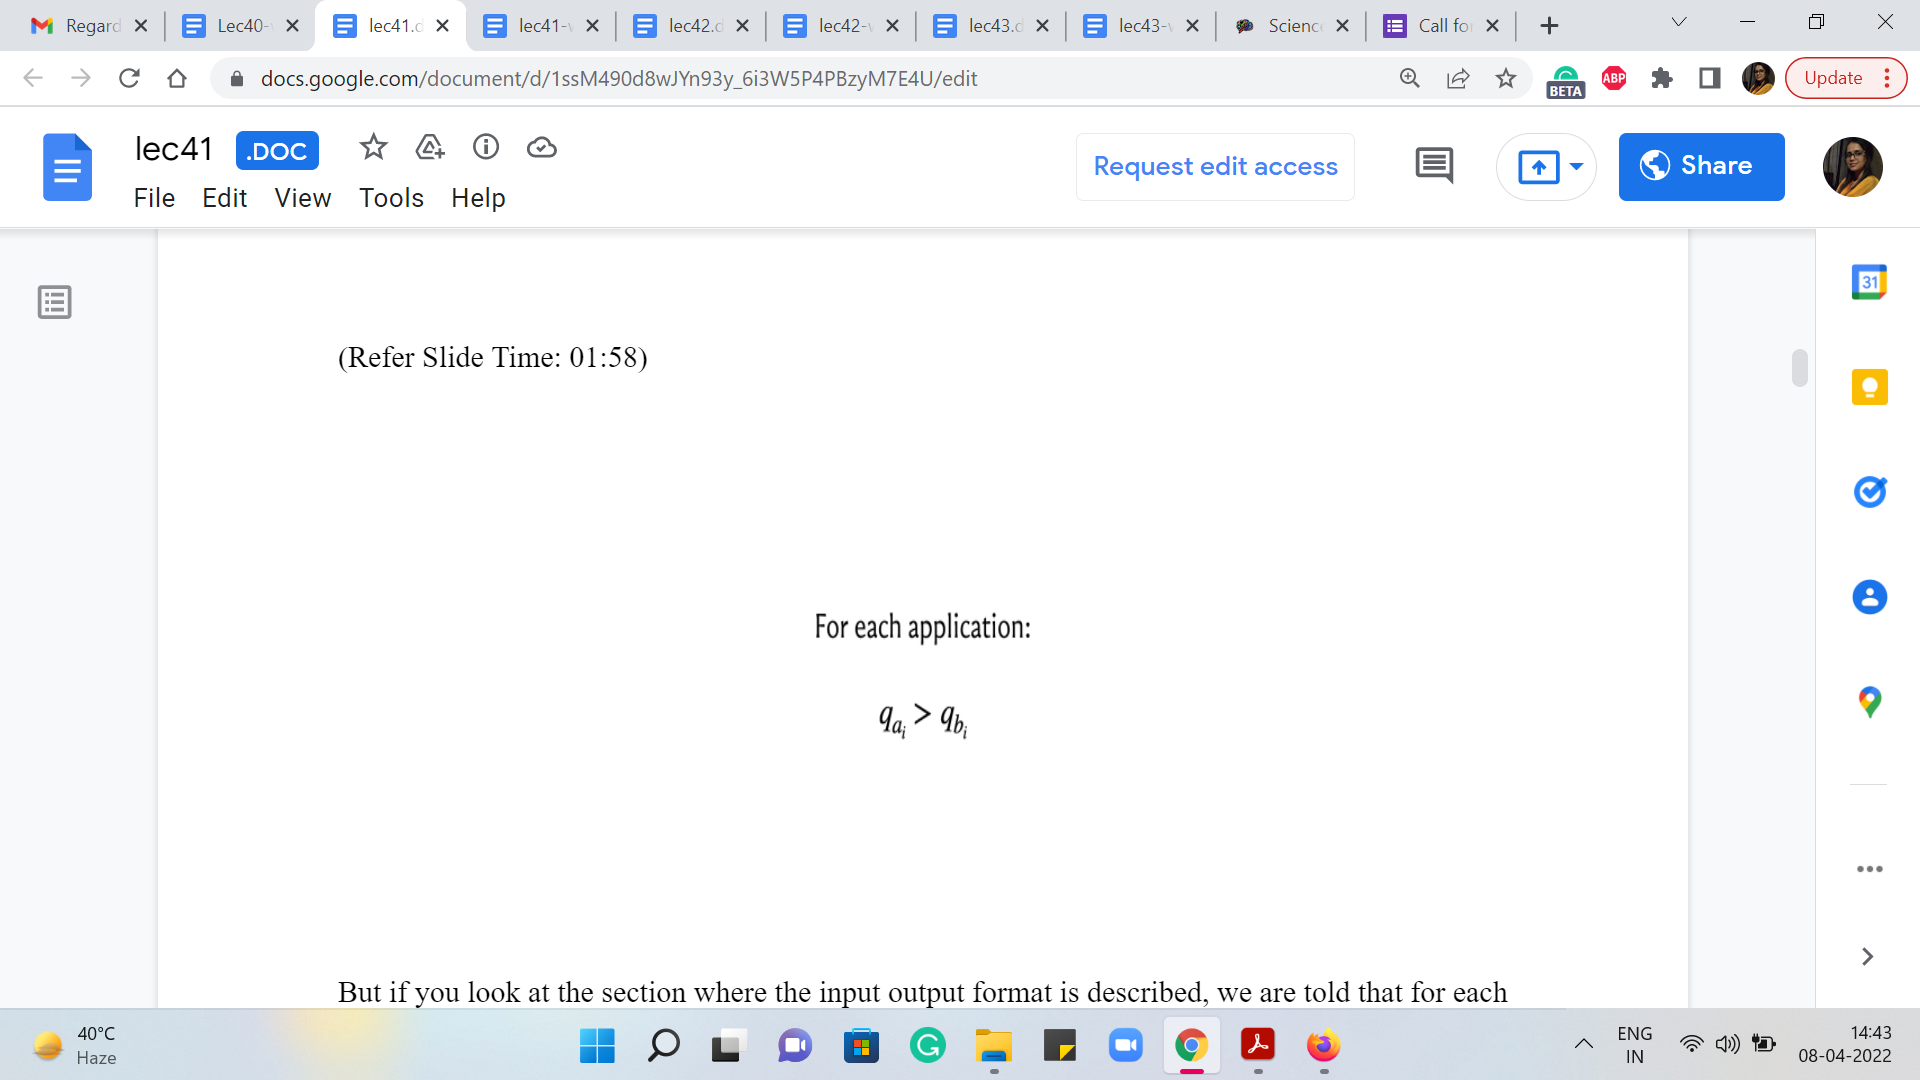 Regard
Lec40-
lec41.d
lec41-
lec42.d
lec42-
lec43.d
lec43-
Science
Call fo
docs.google.com/document/d/1ssM490d8wJYn93y_6i3W5P4PBzyM7E4U/edit
BETA
ABP
Update
lec41 .DOC
Request edit access
Share
File Edit View Tools Help
31
(Refer Slide Time: 01:58)
For each application:
q_{a_i} > q_{b_i}
But if you look at the section where the input output format is described, we are told that for each
40°C
Haze
ENG
IN
14:43
08-04-2022